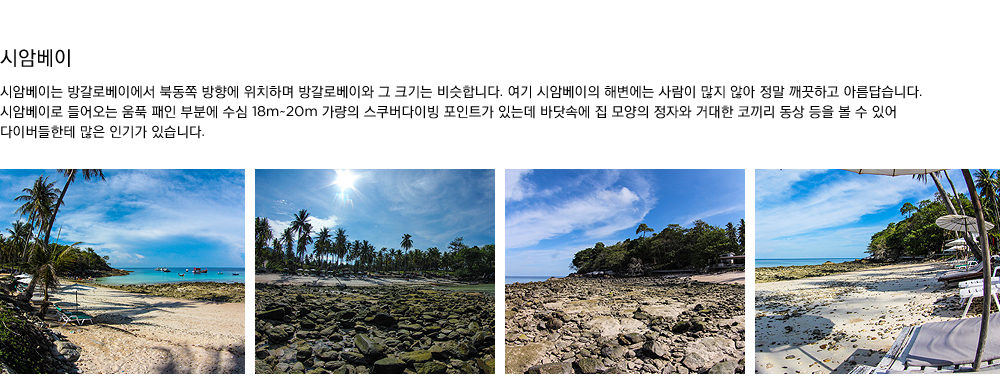 시암베이
시암베이는 방갈로베이에서 북동쪽 방향에 위치하며 방갈로베이와 그 크기는 비슷합니다. 여기 시암베이의 해변에는 사람이 많지 않아 정말 깨끗하고 아름답습니다.
시암베이로 들어오는 움푹 패인 부분에 수심 18m~20m 가량의 스쿠버다이빙 포인트가 있는데 바닷속에 집 모양의 정자와 거대한 코끼리 동상 등을 볼 수 있어
다이버들한테 많은 인기가 있습니다.